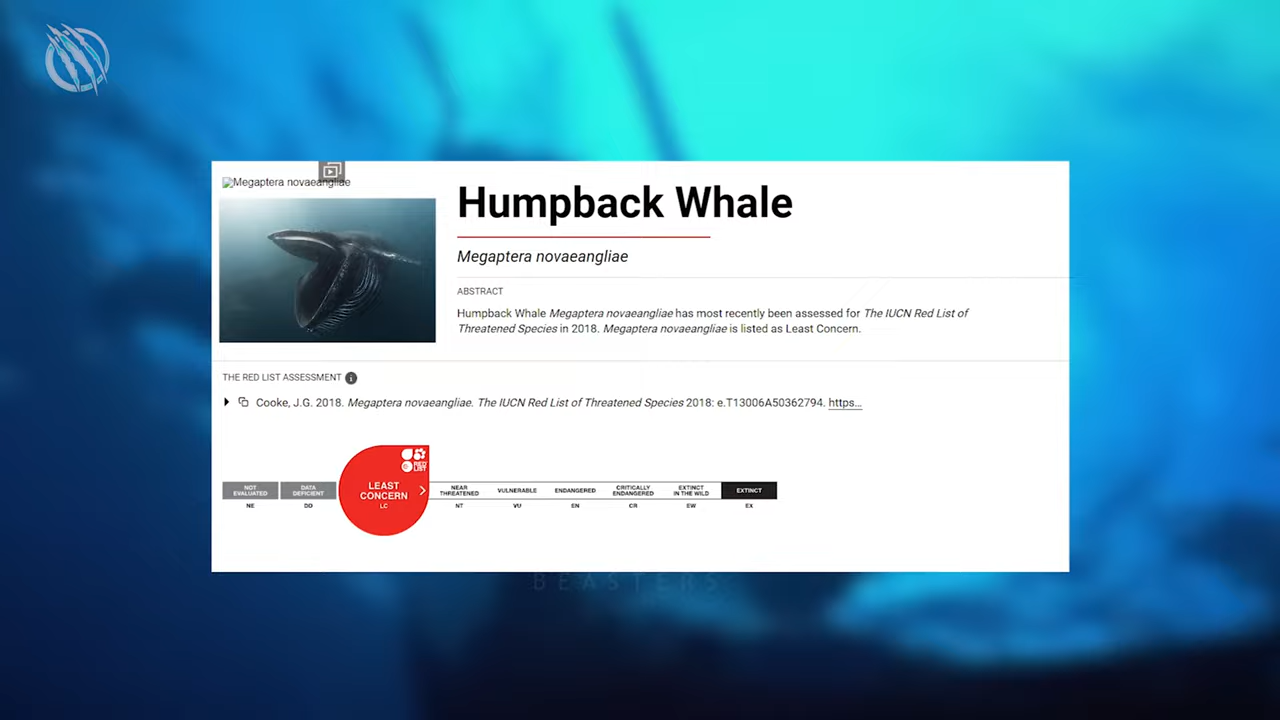 Megaptera novaeangliae
Humpback Whale
Megaptera novaeangliae
ABSTRACT
Humpback Whale Megaptera novaeangliae has most recently been assessed for The IUCN Red List of
Threatened Species in 2018. Megaptera novaeangliae is listed as Least Concern.
THE RED LIST ASSESSMENT i
Cooke, J.G. 2018. Megaptera novaeangliae. The IUCN Red List of Threatened Species 2018: e.T13006A50362794. https...
RED
LIST
NOT
EVALUATED
NE
DATA
DEFICIENT
DD
LEAST
CONCERN
LC
NEAR
THREATENED
NT
VULNERABLE
VU
ENDANGERED
EN
CRITICALLY
ENDANGERED
CR
EXTINCT
IN THE WILD
EW
EXTINCT
EX
BEASTERS